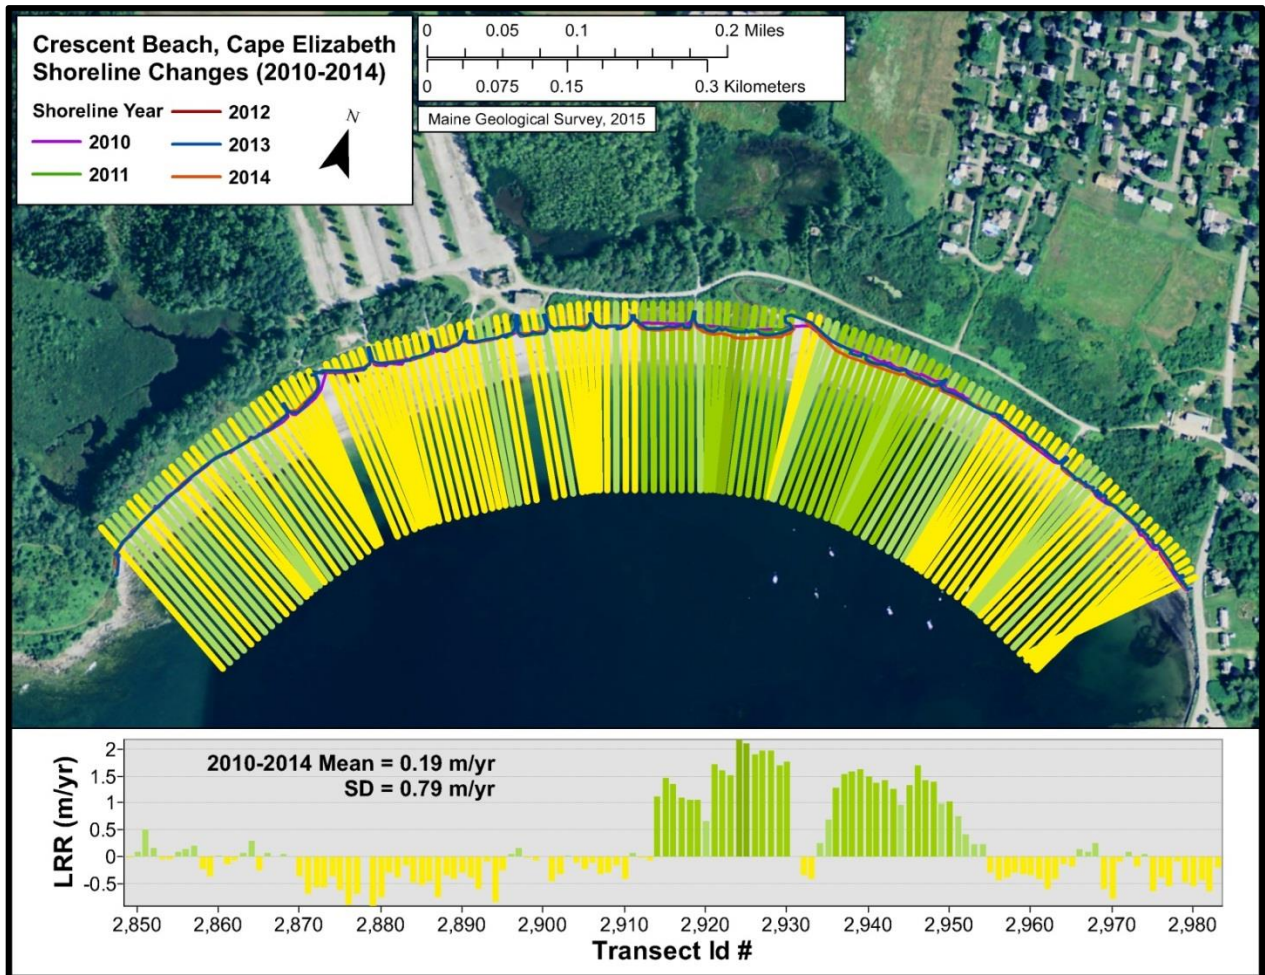 Crescent Beach, Cape Elizabeth
Shoreline Changes (2010-2014)
Shoreline Year
2012
2010
2013
2011
2014
N
0 0.05 0.1 0.2 Miles
0 0.075 0.15 0.3 Kilometers
Maine Geological Survey, 2015
2010-2014 Mean = 0.19 m/yr
SD = 0.79 m/yr
LRR (m/yr)
2
1.5
1
0.5
0
-0.5
2,850 2,860 2,870 2,880 2,890 2,900 2,910 2,920 2,930 2,940 2,950 2,960 2,970 2,980
Transect Id #